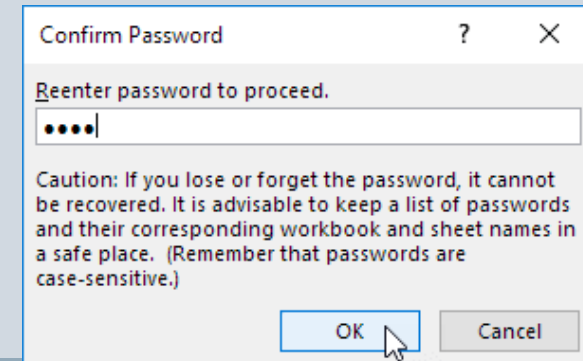 Confirm Password ?
Reenter password to proceed.
••••
Caution: If you lose or forget the password, it cannot
be recovered. It is advisable to keep a list of passwords
and their corresponding workbook and sheet names in
a safe place.  (Remember that passwords are
case-sensitive.)
OK Cancel